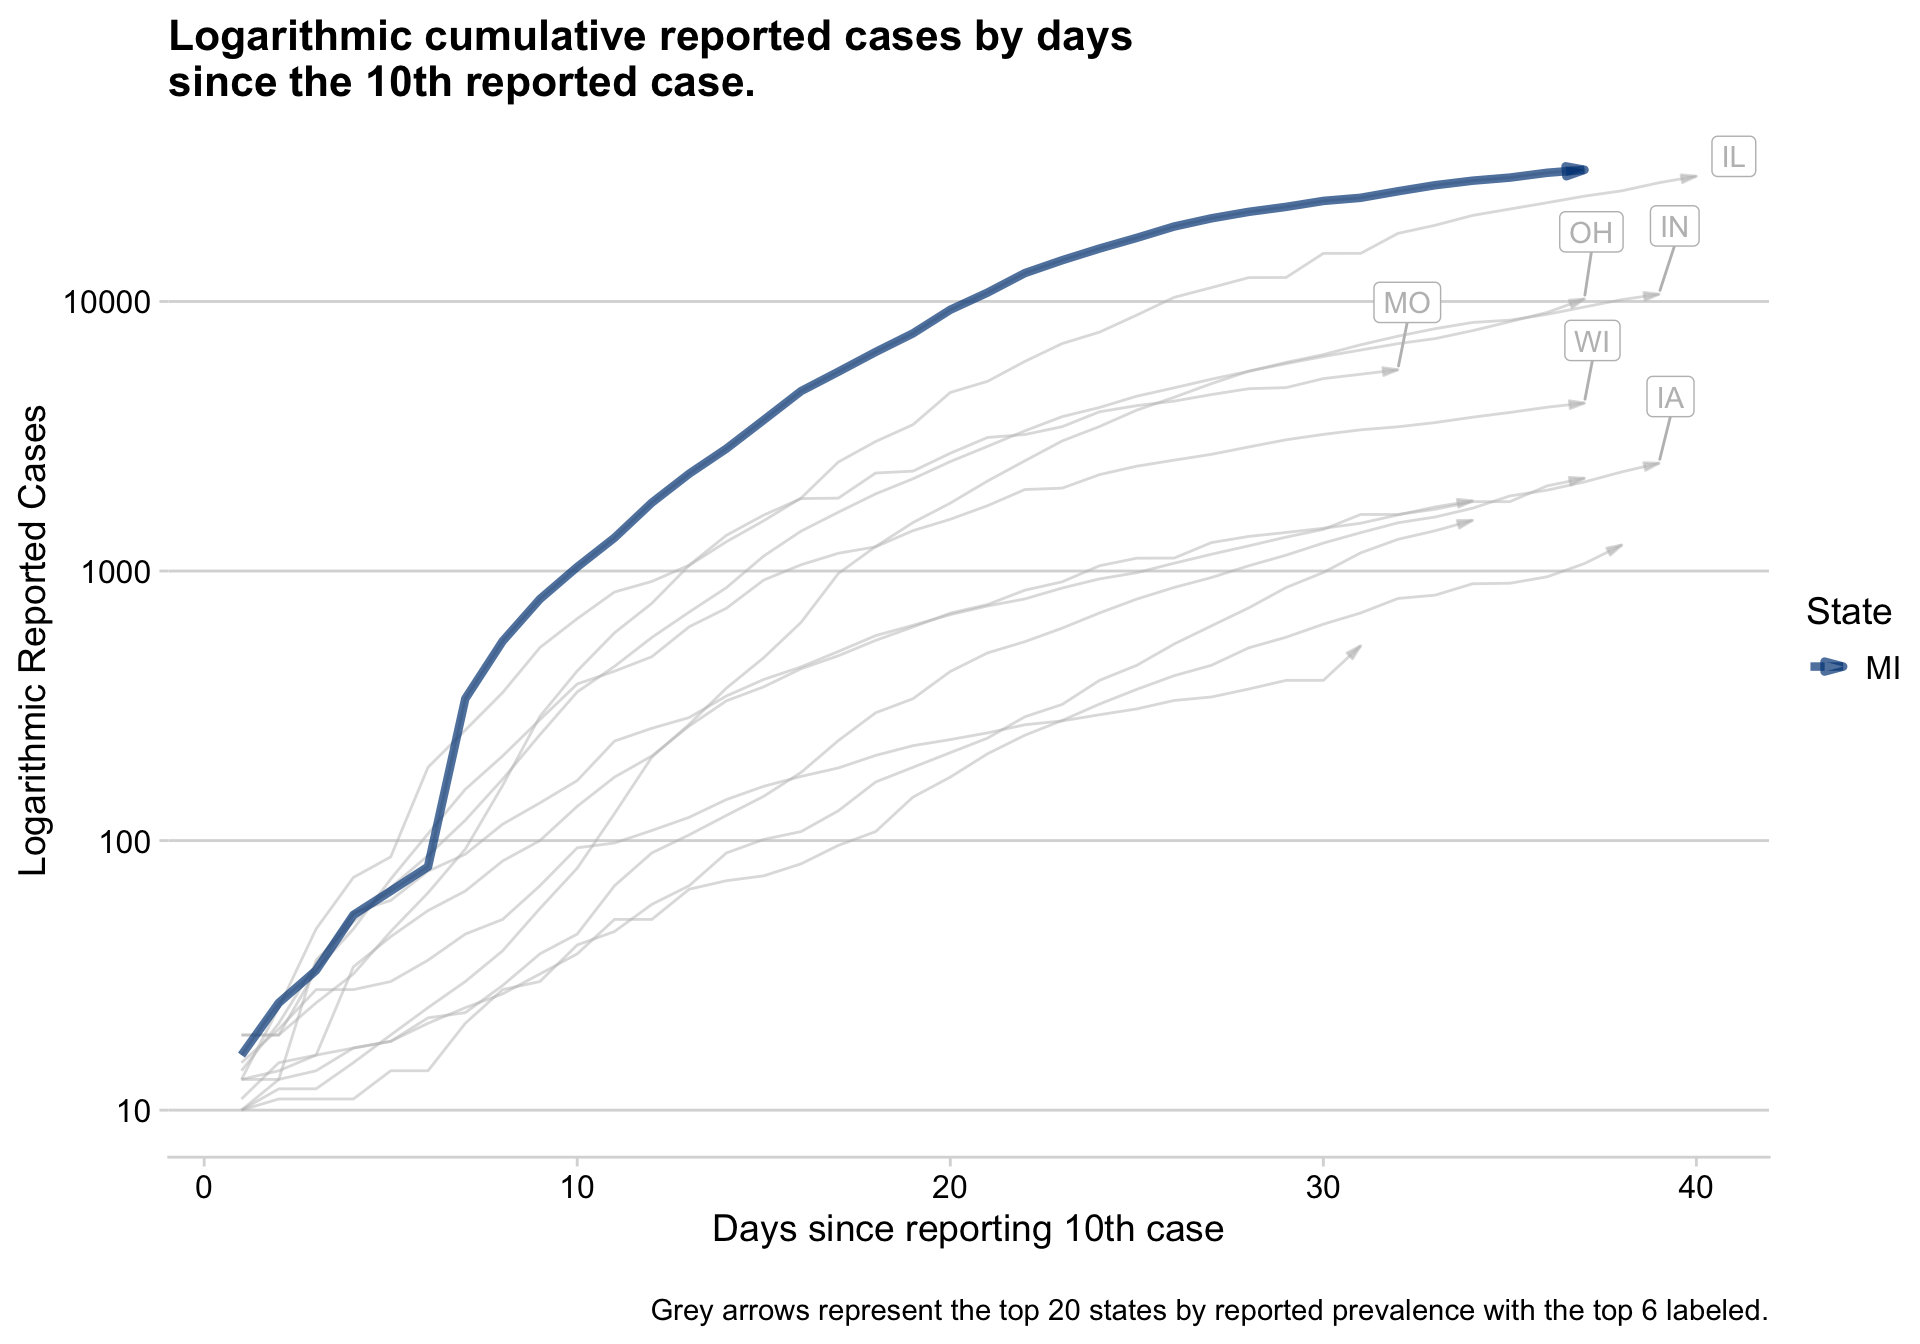 Logarithmic cumulative reported cases by days
since the 10th reported case.
IL
IN
OH
MO
WI
IA
10000
1000
100
10
Logarithmic Reported Cases
State
MI
0
10
20
30
40
Days since reporting 10th case
Grey arrows represent the top 20 states by reported prevalence with the top 6 labeled.